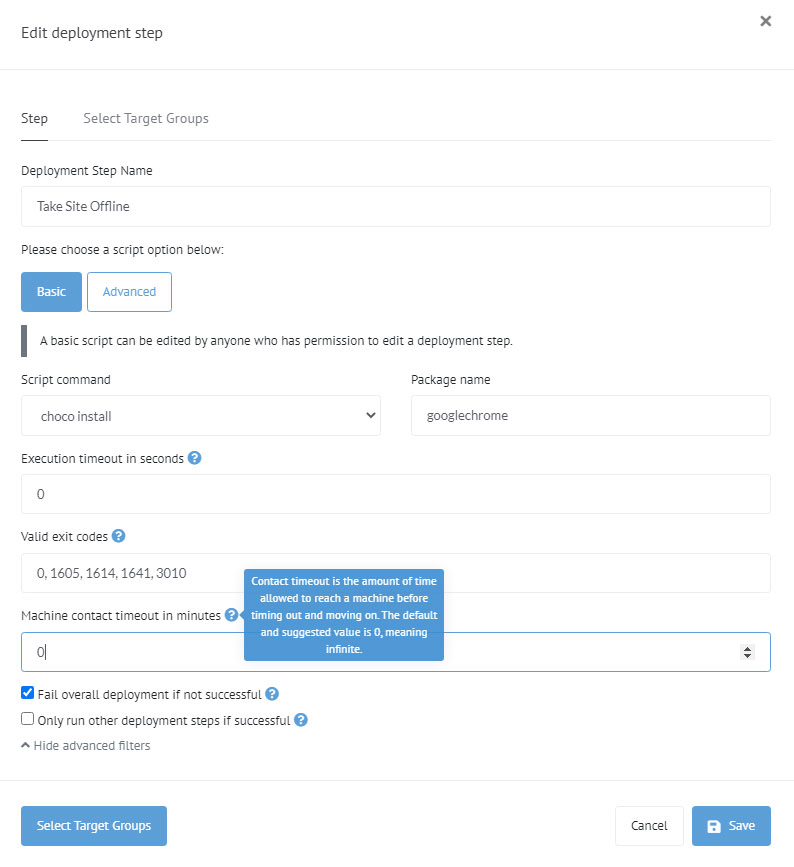 Edit deployment step
×
Step
Select Target Groups
Deployment Step Name
Take Site Offline
Please choose a script option below:
Basic
Advanced
A basic script can be edited by anyone who has permission to edit a deployment step.
Script command
Package name
choco install
googlechrome
Execution timeout in seconds ?
0
Valid exit codes ?
0, 1605, 1614, 1641, 3010
Machine contact timeout in minutes ?
Contact timeout is the amount of time
allowed to reach a machine before
timing out and moving on. The default
and suggested value is 0, meaning
infinite.
0
Fail overall deployment if not successful ?
Only run other deployment steps if successful ?
Hide advanced filters
Select Target Groups
Cancel
Save